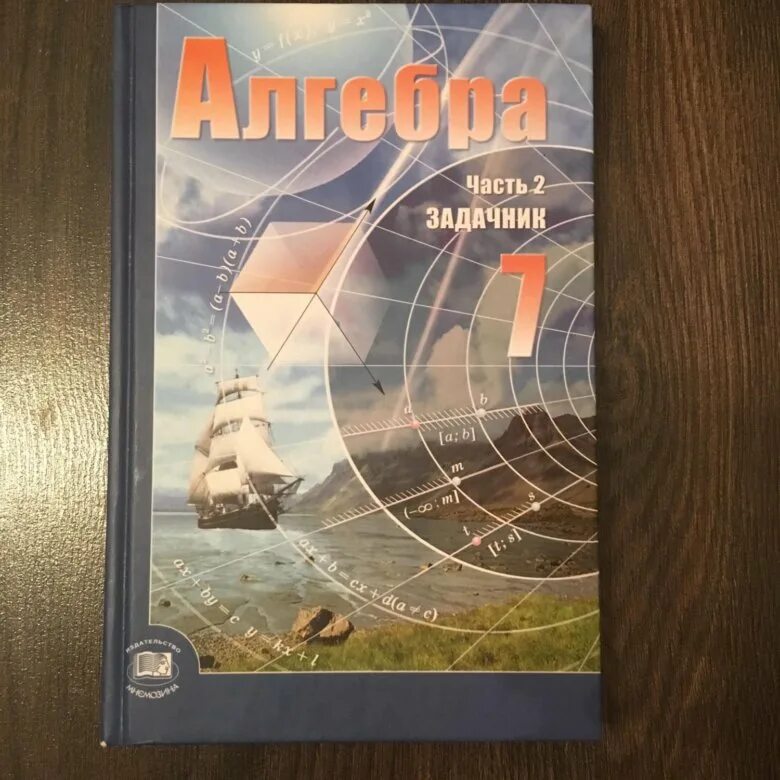 y = f(x), y = x²
Алгебра
Часть 2
ЗАДАЧНИК
7
a² − b² = (a − b)(a + b)
a
b
[a; b]
m
(−∞; m]
s
t
[t; s]
ax + b = cx + d(a ≠ c)
ax + by = c
y = kx + l
ИЗДАТЕЛЬСТВО
МНЕМОЗИНА